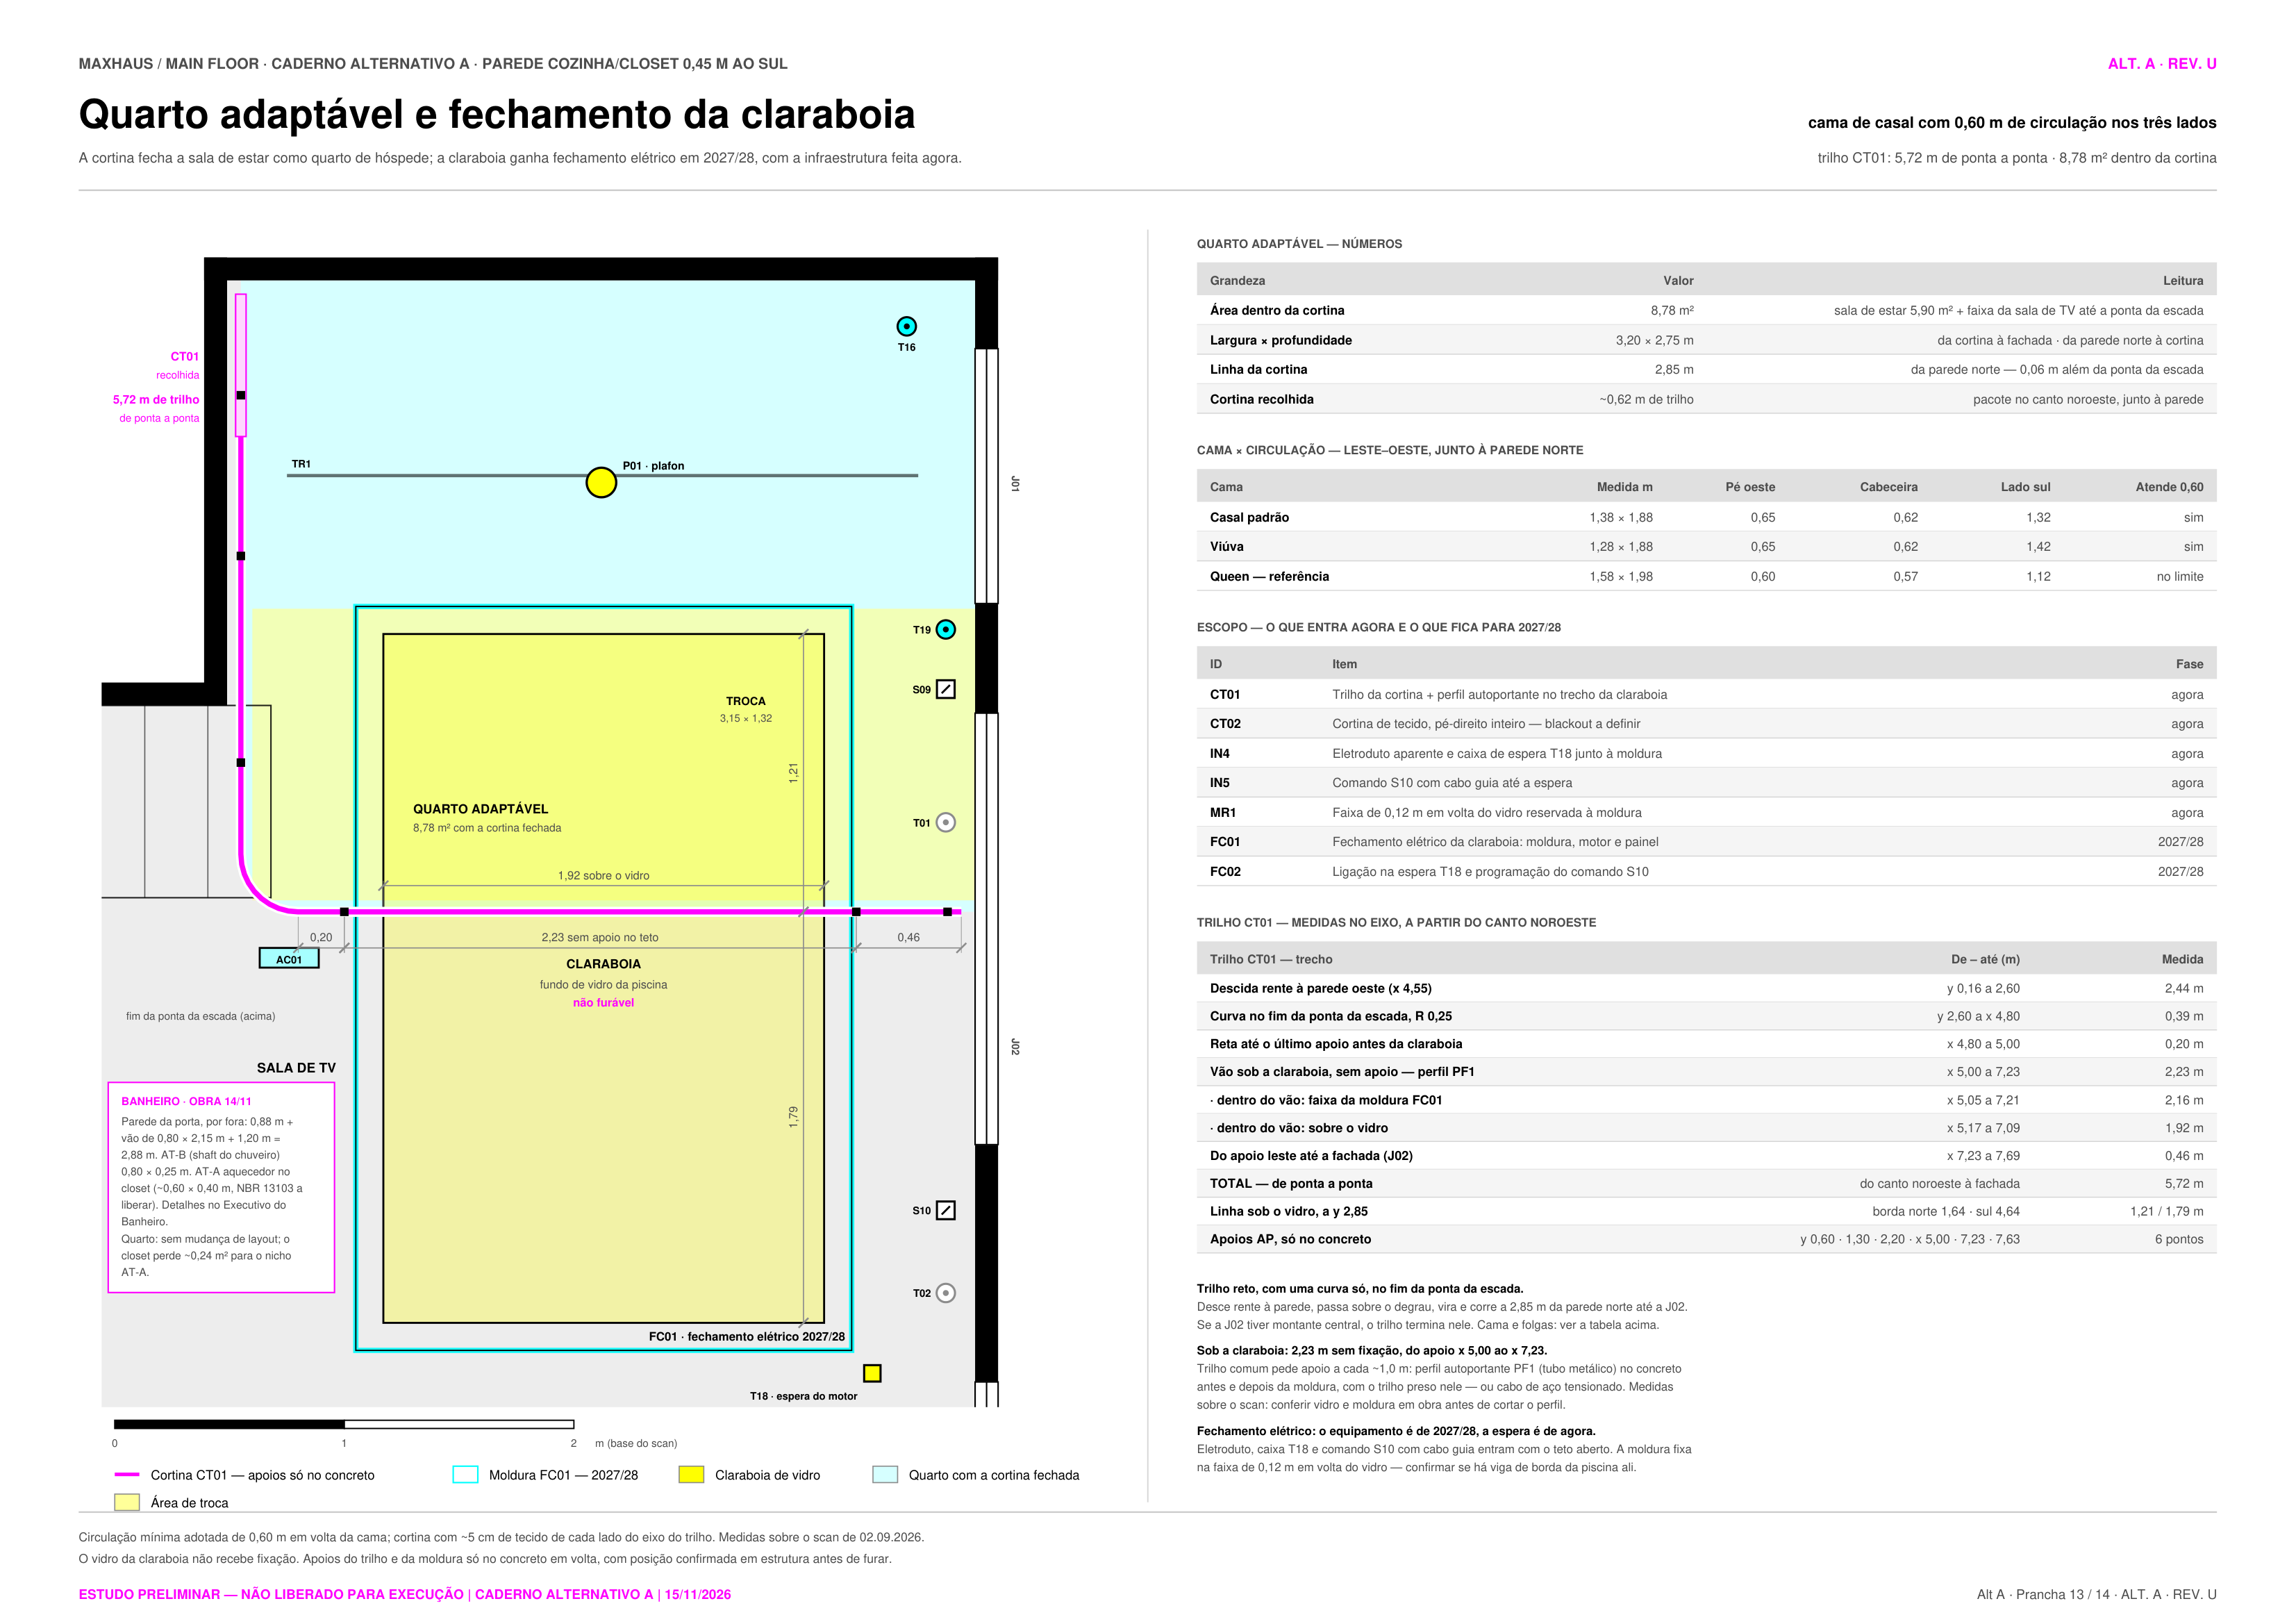 MAXHAUS / MAIN FLOOR · CADERNO ALTERNATIVO A · PAREDE COZINHA/CLOSET 0,45 M AO SUL
ALT. A · REV. U
Quarto adaptável e fechamento da claraboia
cama de casal com 0,60 m de circulação nos três lados
A cortina fecha a sala de estar como quarto de hóspede; a claraboia ganha fechamento elétrico em 2027/28, com a infraestrutura feita agora.
trilho CT01: 5,72 m de ponta a ponta · 8,78 m² dentro da cortina
T16
CT01
recolhida
5,72 m de trilho
de ponta a ponta
TR1
P01 · plafon
J01
T19
S09
TROCA
3,15 × 1,32
1,21
QUARTO ADAPTÁVEL
8,78 m² com a cortina fechada
T01
1,92 sobre o vidro
0,20
2,23 sem apoio no teto
0,46
AC01
CLARABOIA
fundo de vidro da piscina
não furável
fim da ponta da escada (acima)
J02
SALA DE TV
BANHEIRO · OBRA 14/11
Parede da porta, por fora: 0,88 m +
vão de 0,80 × 2,15 m + 1,20 m =
2,88 m. AT-B (shaft do chuveiro)
0,80 × 0,25 m. AT-A aquecedor no
closet (~0,60 × 0,40 m, NBR 13103 a
liberar). Detalhes no Executivo do
Banheiro.
Quarto: sem mudança de layout; o
closet perde ~0,24 m² para o nicho
AT-A.
1,79
S10
T02
FC01 · fechamento elétrico 2027/28
T18 · espera do motor
0 1 2 m (base do scan)
Cortina CT01 — apoios só no concreto
Moldura FC01 — 2027/28
Claraboia de vidro
Quarto com a cortina fechada
Área de troca
QUARTO ADAPTÁVEL — NÚMEROS
Grandeza Valor Leitura
Área dentro da cortina 8,78 m² sala de estar 5,90 m² + faixa da sala de TV até a ponta da escada
Largura × profundidade 3,20 × 2,75 m da cortina à fachada · da parede norte à cortina
Linha da cortina 2,85 m da parede norte — 0,06 m além da ponta da escada
Cortina recolhida ~0,62 m de trilho pacote no canto noroeste, junto à parede
CAMA × CIRCULAÇÃO — LESTE–OESTE, JUNTO À PAREDE NORTE
Cama Medida m Pé oeste Cabeceira Lado sul Atende 0,60
Casal padrão 1,38 × 1,88 0,65 0,62 1,32 sim
Viúva 1,28 × 1,88 0,65 0,62 1,42 sim
Queen — referência 1,58 × 1,98 0,60 0,57 1,12 no limite
ESCOPO — O QUE ENTRA AGORA E O QUE FICA PARA 2027/28
ID Item Fase
CT01 Trilho da cortina + perfil autoportante no trecho da claraboia agora
CT02 Cortina de tecido, pé-direito inteiro — blackout a definir agora
IN4 Eletroduto aparente e caixa de espera T18 junto à moldura agora
IN5 Comando S10 com cabo guia até a espera agora
MR1 Faixa de 0,12 m em volta do vidro reservada à moldura agora
FC01 Fechamento elétrico da claraboia: moldura, motor e painel 2027/28
FC02 Ligação na espera T18 e programação do comando S10 2027/28
TRILHO CT01 — MEDIDAS NO EIXO, A PARTIR DO CANTO NOROESTE
Trilho CT01 — trecho De – até (m) Medida
Descida rente à parede oeste (x 4,55) y 0,16 a 2,60 2,44 m
Curva no fim da ponta da escada, R 0,25 y 2,60 a x 4,80 0,39 m
Reta até o último apoio antes da claraboia x 4,80 a 5,00 0,20 m
Vão sob a claraboia, sem apoio — perfil PF1 x 5,00 a 7,23 2,23 m
· dentro do vão: faixa da moldura FC01 x 5,05 a 7,21 2,16 m
· dentro do vão: sobre o vidro x 5,17 a 7,09 1,92 m
Do apoio leste até a fachada (J02) x 7,23 a 7,69 0,46 m
TOTAL — de ponta a ponta do canto noroeste à fachada 5,72 m
Linha sob o vidro, a y 2,85 borda norte 1,64 · sul 4,64 1,21 / 1,79 m
Apoios AP, só no concreto y 0,60 · 1,30 · 2,20 · x 5,00 · 7,23 · 7,63 6 pontos
Trilho reto, com uma curva só, no fim da ponta da escada.
Desce rente à parede, passa sobre o degrau, vira e corre a 2,85 m da parede norte até a J02.
Se a J02 tiver montante central, o trilho termina nele. Cama e folgas: ver a tabela acima.
Sob a claraboia: 2,23 m sem fixação, do apoio x 5,00 ao x 7,23.
Trilho comum pede apoio a cada ~1,0 m: perfil autoportante PF1 (tubo metálico) no concreto
antes e depois da moldura, com o trilho preso nele — ou cabo de aço tensionado. Medidas
sobre o scan: conferir vidro e moldura em obra antes de cortar o perfil.
Fechamento elétrico: o equipamento é de 2027/28, a espera é de agora.
Eletroduto, caixa T18 e comando S10 com cabo guia entram com o teto aberto. A moldura fixa
na faixa de 0,12 m em volta do vidro — confirmar se há viga de borda da piscina ali.
Circulação mínima adotada de 0,60 m em volta da cama; cortina com ~5 cm de tecido de cada lado do eixo do trilho. Medidas sobre o scan de 02.09.2026.
O vidro da claraboia não recebe fixação. Apoios do trilho e da moldura só no concreto em volta, com posição confirmada em estrutura antes de furar.
ESTUDO PRELIMINAR — NÃO LIBERADO PARA EXECUÇÃO | CADERNO ALTERNATIVO A | 15/11/2026
Alt A · Prancha 13 / 14 · ALT. A · REV. U